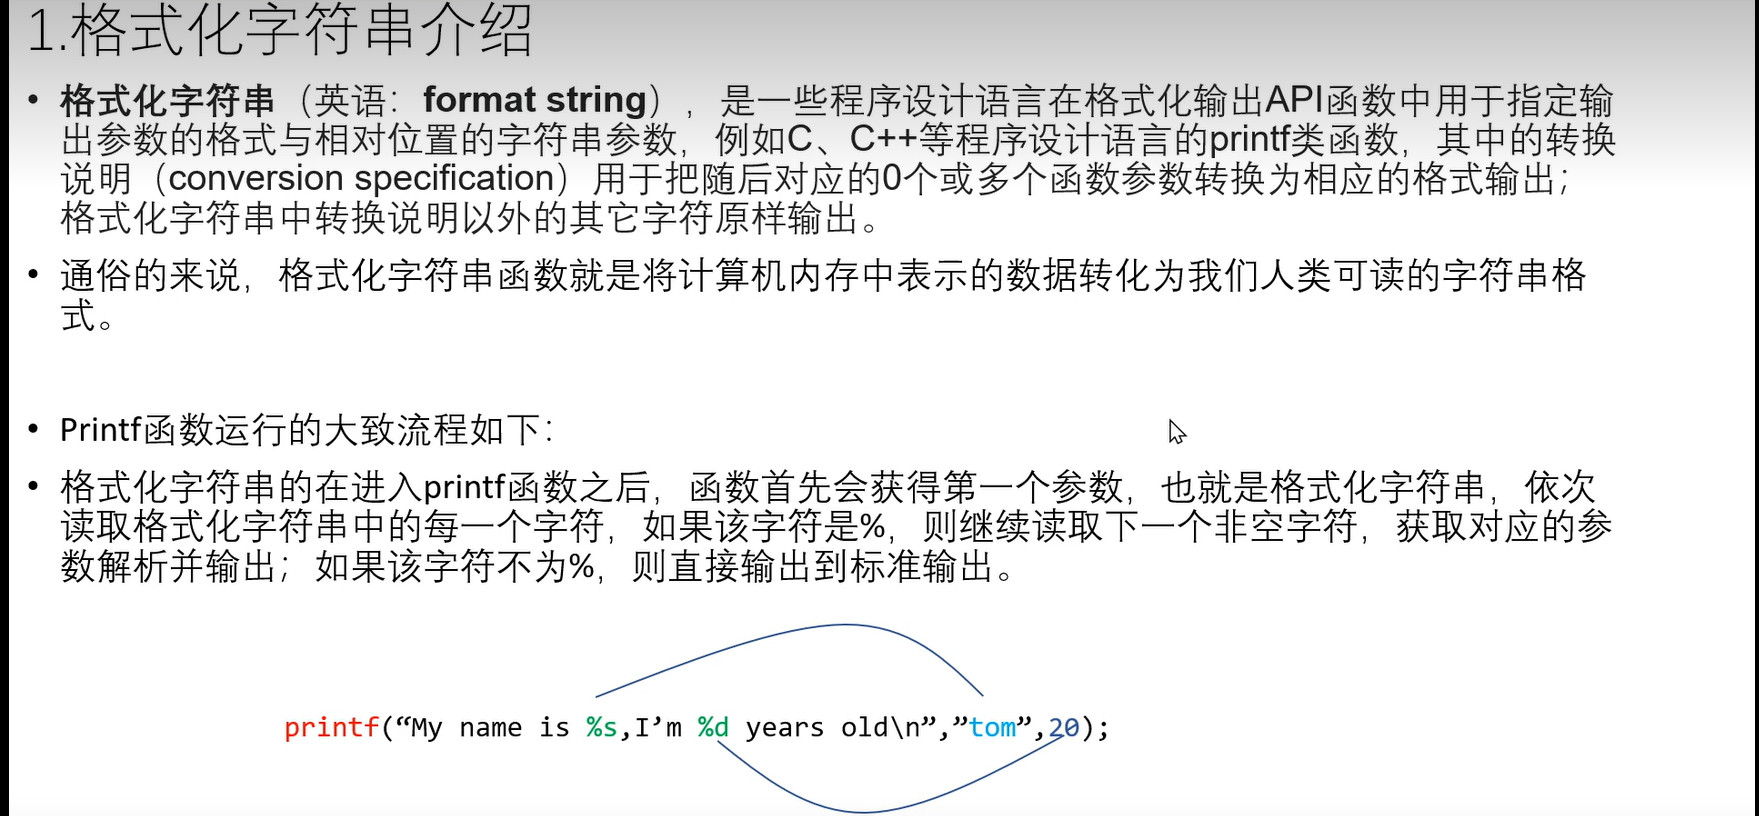 1.格式化字符串介绍
• 格式化字符串（英语：format string），是一些程序设计语言在格式化输出API函数中用于指定输
出参数的格式与相对位置的字符串参数，例如C、C++等程序设计语言的printf类函数，其中的转换
说明（conversion specification）用于把随后对应的0个或多个函数参数转换为相应的格式输出；
格式化字符串中转换说明以外的其它字符原样输出。
• 通俗的来说，格式化字符串函数就是将计算机内存中表示的数据转化为我们人类可读的字符串格
式。
• Printf函数运行的大致流程如下：
• 格式化字符串的在进入printf函数之后，函数首先会获得第一个参数，也就是格式化字符串，依次
读取格式化字符串中的每一个字符，如果该字符是%，则继续读取下一个非空字符，获取对应的参
数解析并输出；如果该字符不为%，则直接输出到标准输出。
printf(“My name is %s,I’m %d years old\n”,”tom”,20);